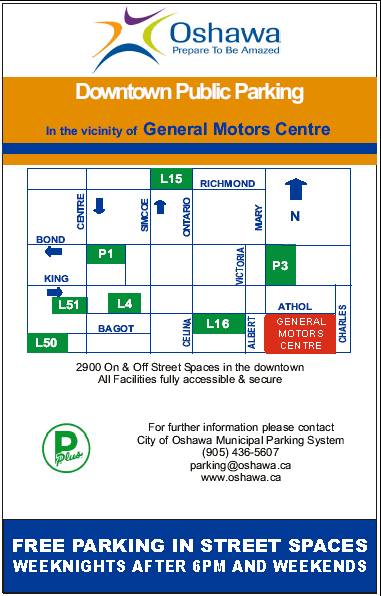 Oshawa
Prepare To Be Amazed
Downtown Public Parking
In the vicinity of General Motors Centre
L15
RICHMOND
CENTRE
SIMCOE
ONTARIO
MARY
N
BOND
P1
VICTORIA
P3
KING
L51
L4
ATHOL
CHARLES
BAGOT
CELINA
L16
ALBERT
GENERAL
MOTORS
CENTRE
L50
2900 On & Off Street Spaces in the downtown
All Facilities fully accessible & secure
P
Plus
For further information please contact
City of Oshawa Municipal Parking System
(905) 436-5607
parking@oshawa.ca
www.oshawa.ca
FREE PARKING IN STREET SPACES
WEEKNIGHTS AFTER 6PM AND WEEKENDS